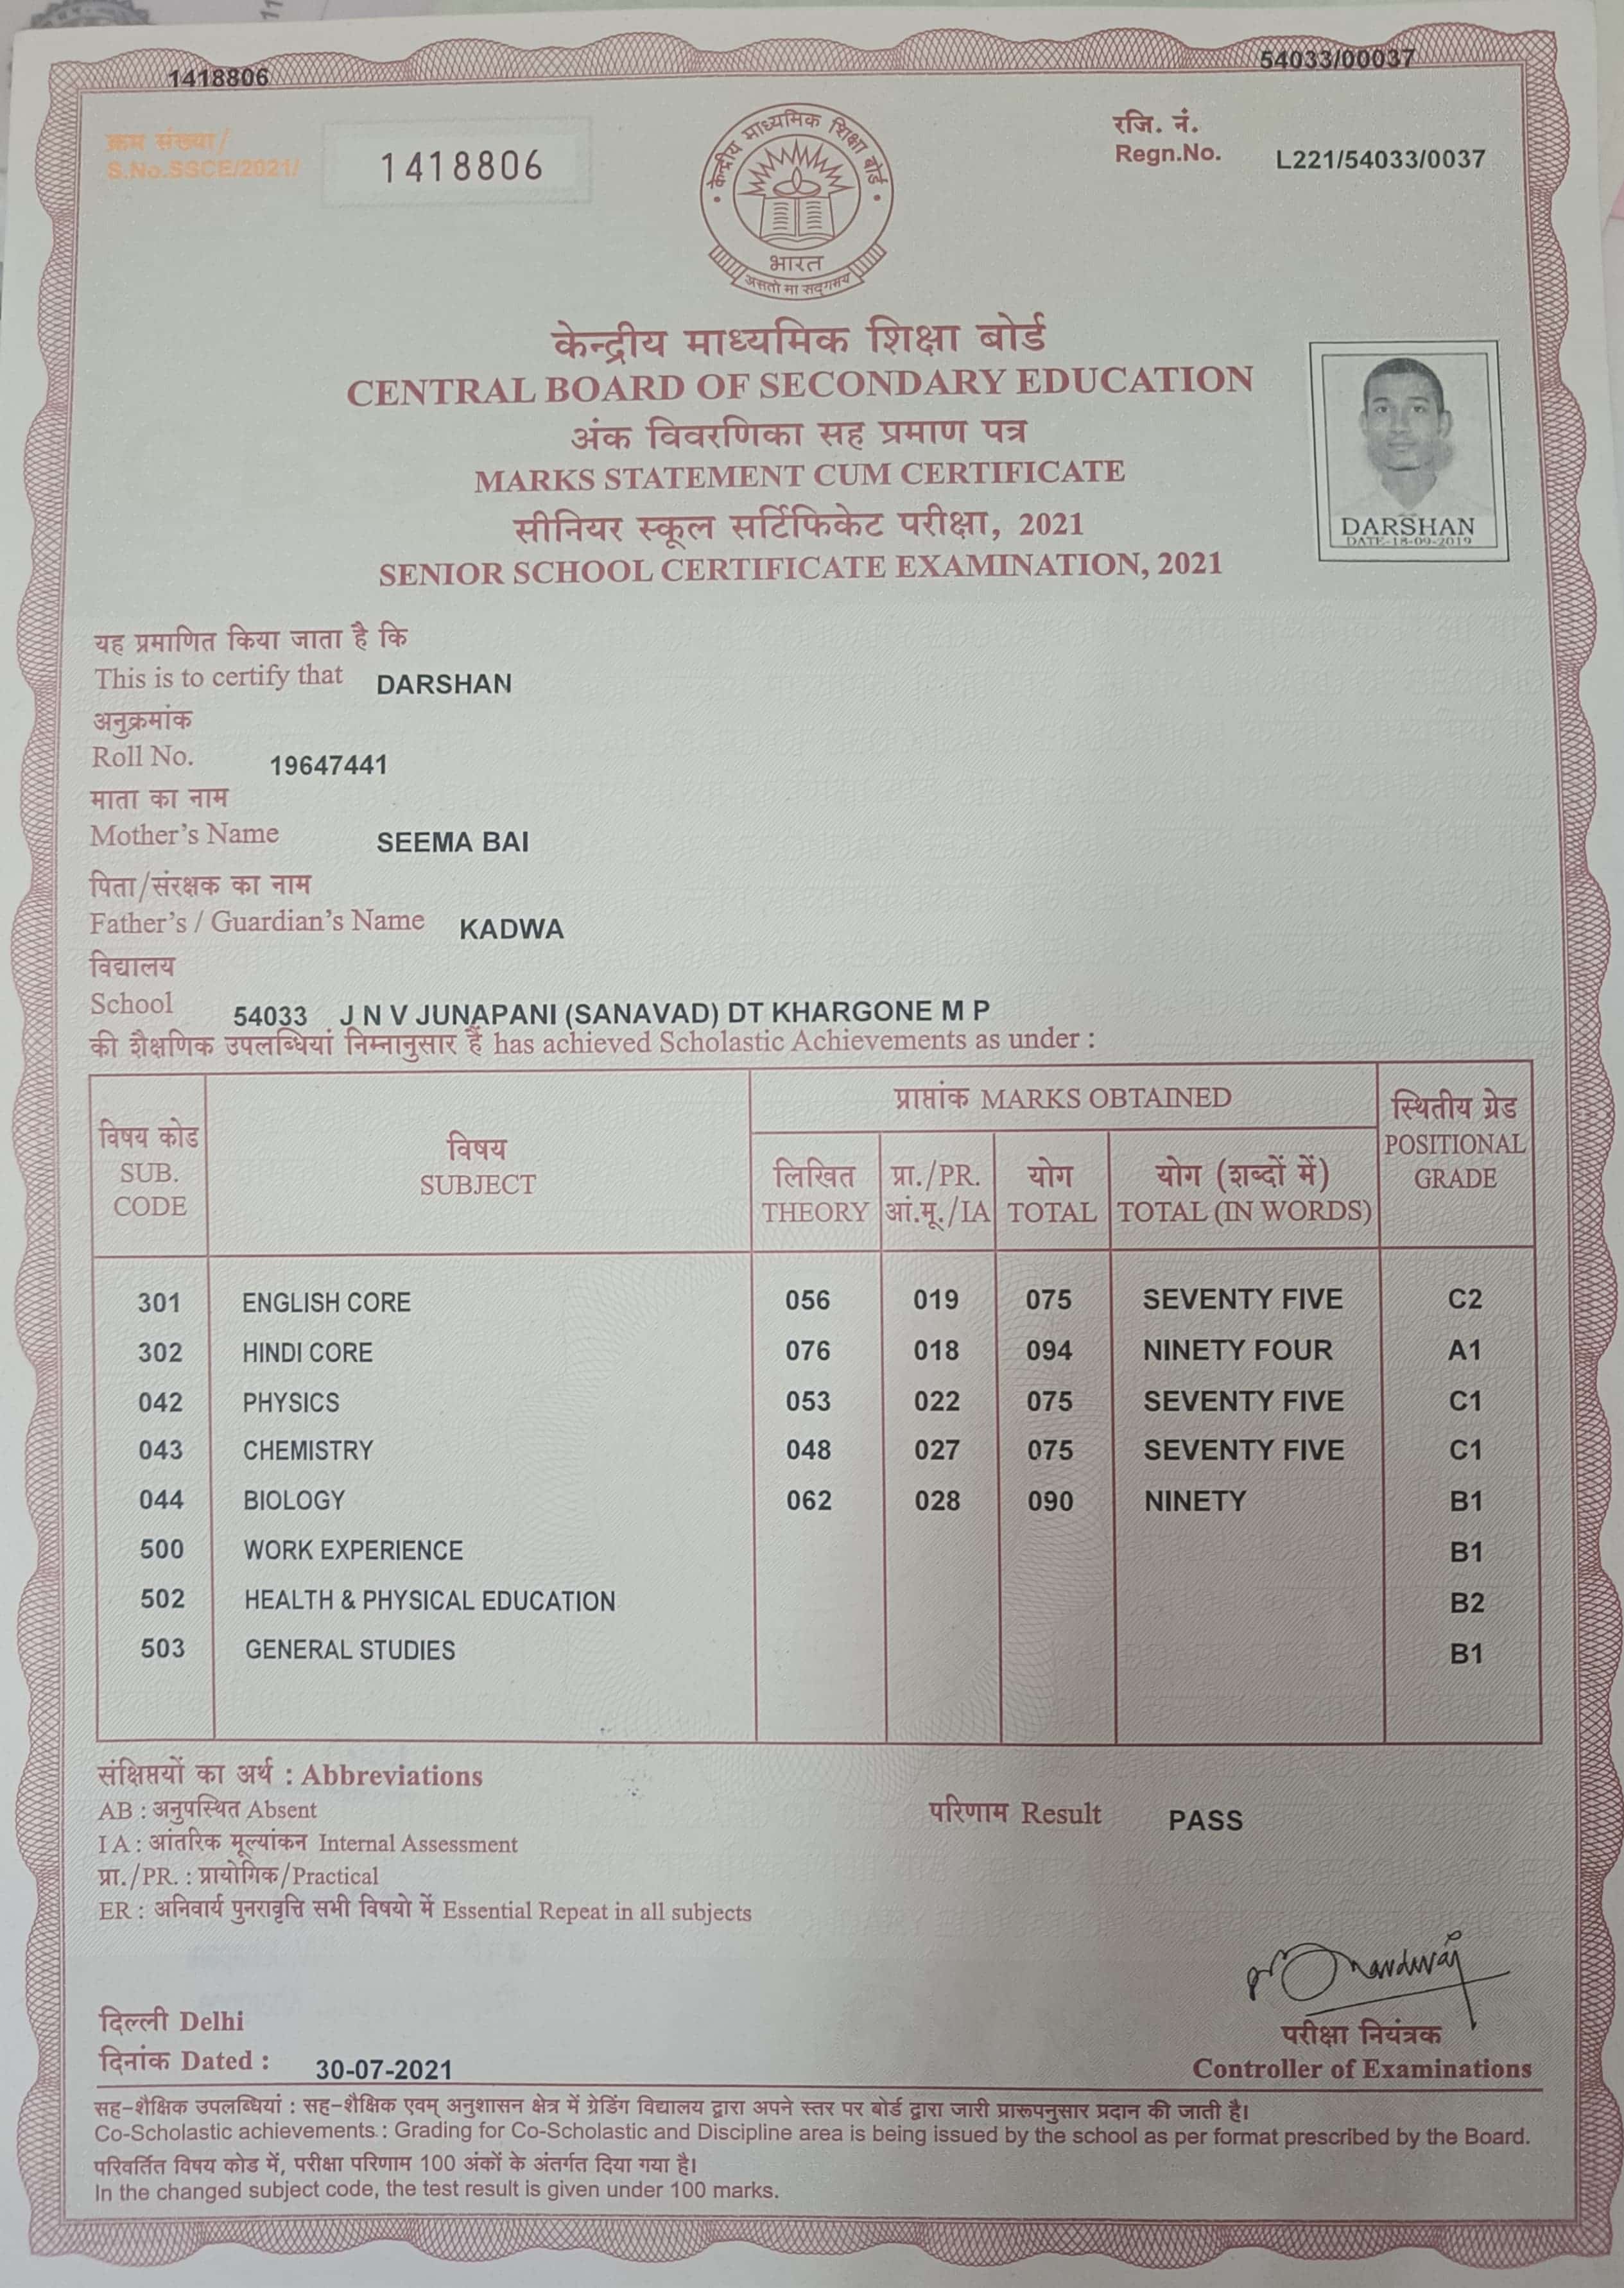 1418806
54033/00037
क्रम संख्या/
S.No.SSCE/2021/
1418806
केन्द्रीय माध्यमिक शिक्षा बोर्ड
भारत
असतो मा सद्गमय
रजि. नं.
Regn.No. L221/54033/0037
केन्द्रीय माध्यमिक शिक्षा बोर्ड
CENTRAL BOARD OF SECONDARY EDUCATION
अंक विवरणिका सह प्रमाण पत्र
MARKS STATEMENT CUM CERTIFICATE
सीनियर स्कूल सर्टिफिकेट परीक्षा, 2021
SENIOR SCHOOL CERTIFICATE EXAMINATION, 2021
DARSHAN
DATE-18-09-2019
यह प्रमाणित किया जाता है कि
This is to certify that DARSHAN
अनुक्रमांक
Roll No. 19647441
माता का नाम
Mother's Name SEEMA BAI
पिता/संरक्षक का नाम
Father's / Guardian's Name KADWA
विद्यालय
School 54033 J N V JUNAPANI (SANAVAD) DT KHARGONE M P
की शैक्षणिक उपलब्धियां निम्नानुसार हैं has achieved Scholastic Achievements as under :
विषय कोड
SUB.
CODE
विषय
SUBJECT
प्राप्तांक MARKS OBTAINED
लिखित
THEORY
प्रा./PR.
आं.मू./IA
योग
TOTAL
योग (शब्दों में)
TOTAL (IN WORDS)
स्थितीय ग्रेड
POSITIONAL
GRADE
301 ENGLISH CORE 056 019 075 SEVENTY FIVE C2
302 HINDI CORE 076 018 094 NINETY FOUR A1
042 PHYSICS 053 022 075 SEVENTY FIVE C1
043 CHEMISTRY 048 027 075 SEVENTY FIVE C1
044 BIOLOGY 062 028 090 NINETY B1
500 WORK EXPERIENCE B1
502 HEALTH & PHYSICAL EDUCATION B2
503 GENERAL STUDIES B1
संक्षिप्तियों का अर्थ : Abbreviations
AB : अनुपस्थित Absent
IA : आंतरिक मूल्यांकन Internal Assessment
प्रा./PR. : प्रायोगिक/Practical
ER : अनिवार्य पुनरावृत्ति सभी विषयो में Essential Repeat in all subjects
परिणाम Result PASS
दिल्ली Delhi
दिनांक Dated : 30-07-2021
परीक्षा नियंत्रक
Controller of Examinations
सह-शैक्षिक उपलब्धियां : सह-शैक्षिक एवम् अनुशासन क्षेत्र में ग्रेडिंग विद्यालय द्वारा अपने स्तर पर बोर्ड द्वारा जारी प्रारूपनुसार प्रदान की जाती है।
Co-Scholastic achievements : Grading for Co-Scholastic and Discipline area is being issued by the school as per format prescribed by the Board.
परिवर्तित विषय कोड में, परीक्षा परिणाम 100 अंकों के अंतर्गत दिया गया है।
In the changed subject code, the test result is given under 100 marks.